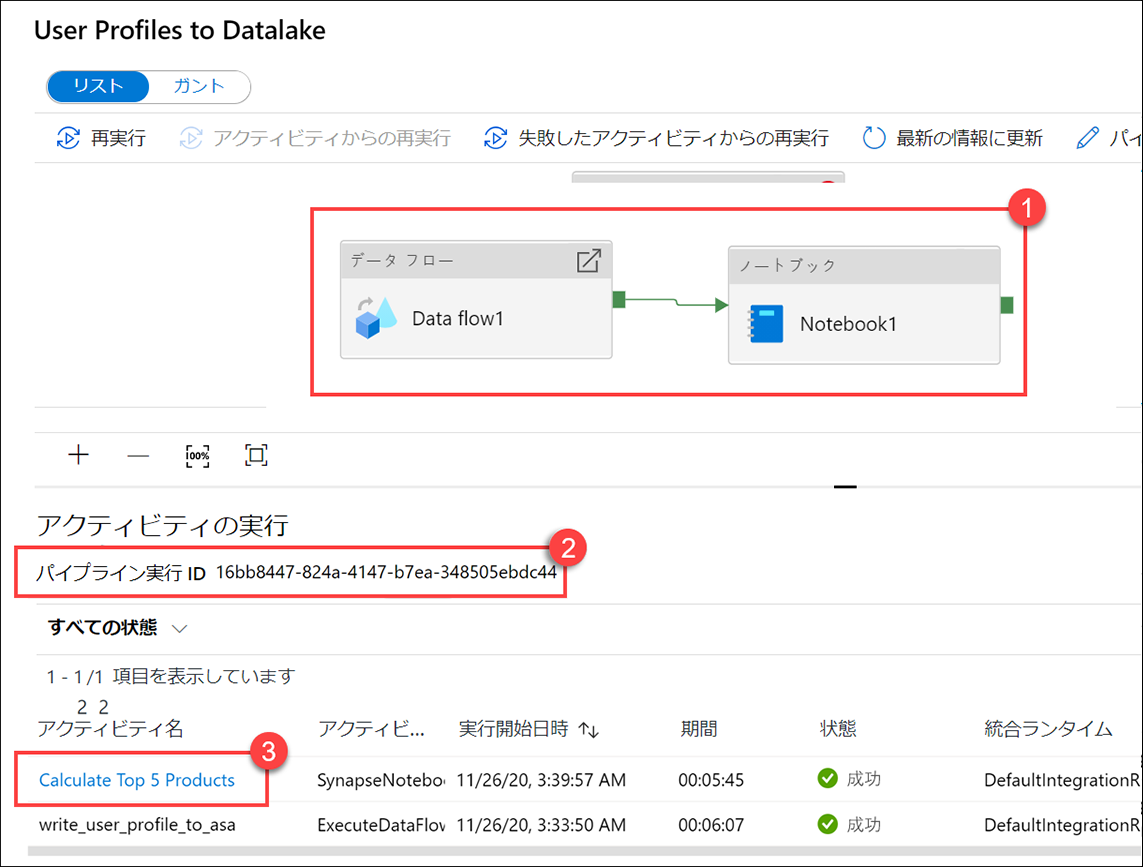 User Profiles to Datalake
リスト ガント
再実行 アクティビティからの再実行 失敗したアクティビティからの再実行 最新の情報に更新 パイ
1
データ フロー ノートブック
Data flow1 Notebook1
100%
アクティビティの実行
2
パイプライン実行 ID 16bb8447-824a-4147-b7ea-348505ebdc44
すべての状態
1 - 1/1 項目を表示しています
2 2
アクティビティ名 アクティビ... 実行開始日時 期間 状態 統合ランタイム
3
Calculate Top 5 Products SynapseNotebo 11/26/20, 3:39:57 AM 00:05:45 成功 DefaultIntegrationR
write_user_profile_to_asa ExecuteDataFlow 11/26/20, 3:33:50 AM 00:06:07 成功 DefaultIntegrationR